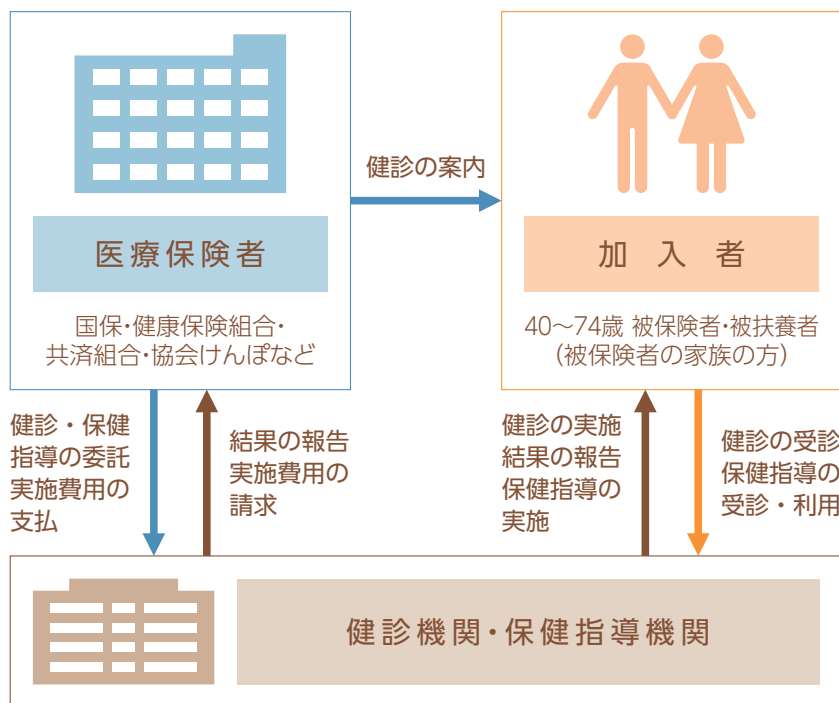 健診の案内
医療保険者
国保・健康保険組合・
共済組合・協会けんぽなど
加入者
40〜74歳 被保険者・被扶養者
(被保険者の家族の方)
健診・保健
指導の委託
実施費用の
支払
結果の報告
実施費用の
請求
健診の実施
結果の報告
保健指導の
実施
健診の受診
保健指導の
受診・利用
健診機関・保健指導機関